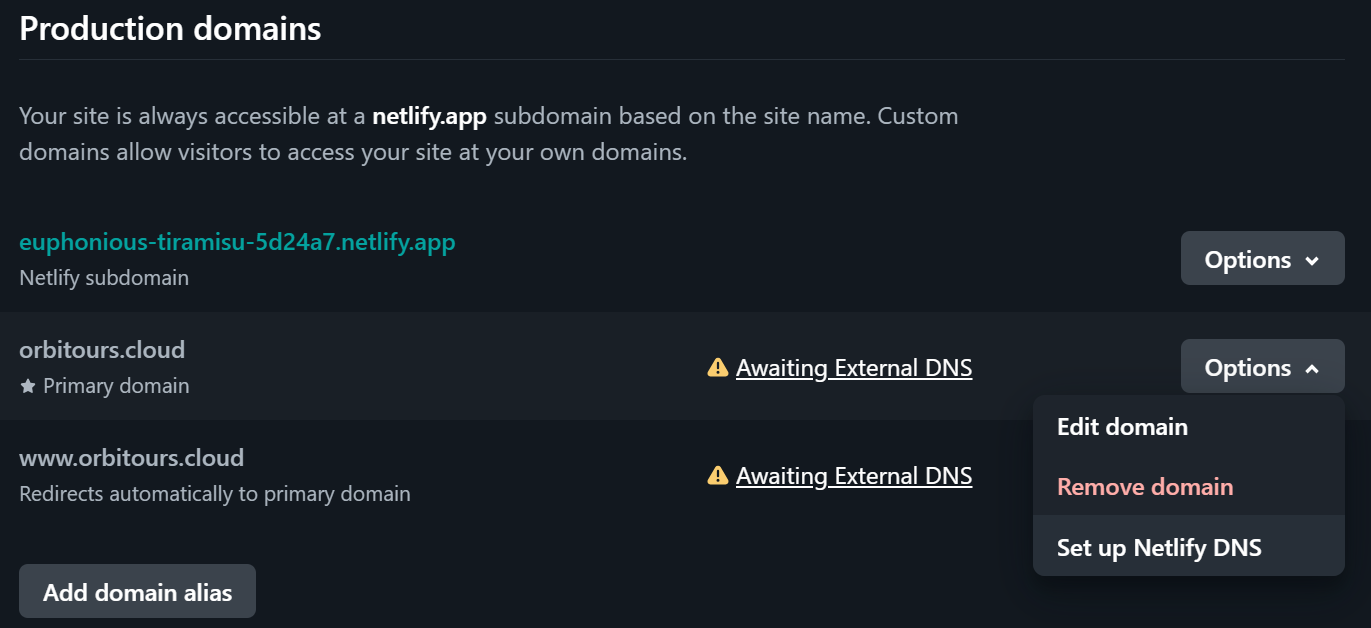 Production domains
Your site is always accessible at a netlify.app subdomain based on the site name. Custom
domains allow visitors to access your site at your own domains.
euphonious-tiramisu-5d24a7.netlify.app
Netlify subdomain
Options
orbitours.cloud
Primary domain
Awaiting External DNS
Options
Edit domain
Remove domain
Set up Netlify DNS
www.orbitours.cloud
Redirects automatically to primary domain
Awaiting External DNS
Add domain alias